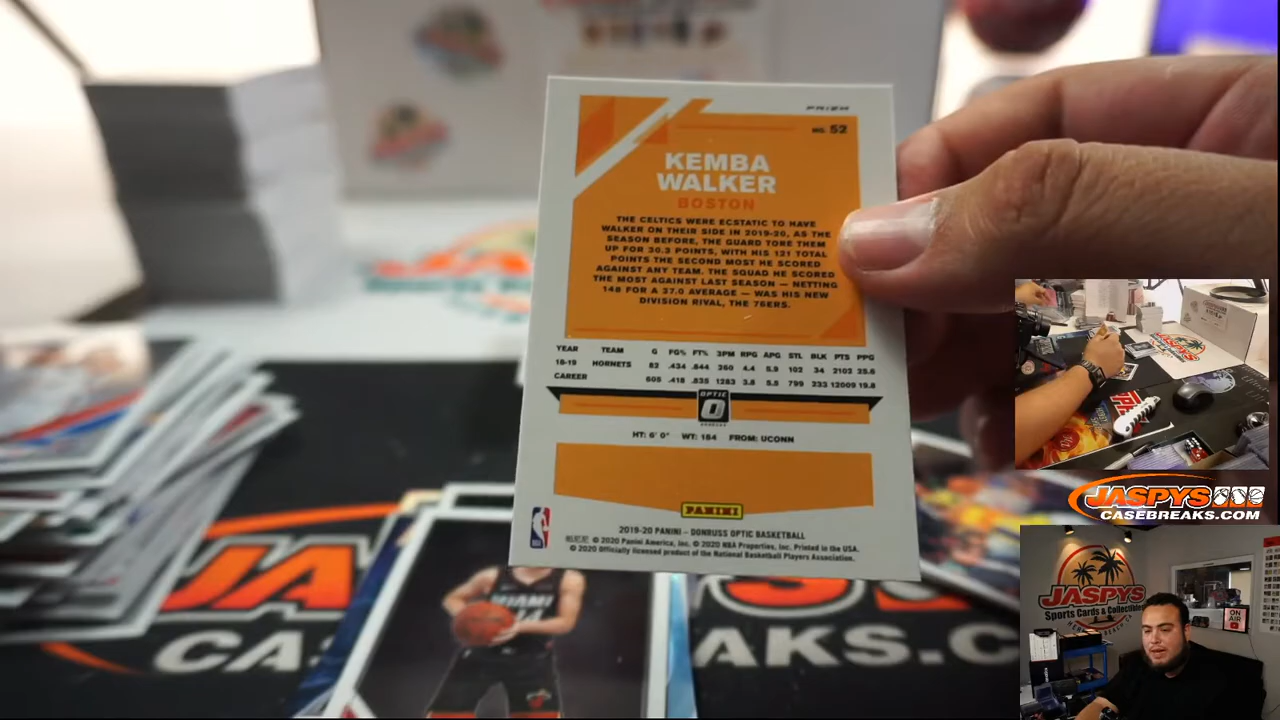 PRIZM
NO. 52
KEMBA
WALKER
BOSTON
THE CELTICS WERE ECSTATIC TO HAVE
WALKER ON THEIR SIDE IN 2019-20, AS THE
SEASON BEFORE, THE GUARD TORE THEM
UP FOR 30.3 POINTS, WITH HIS 121 TOTAL
POINTS THE SECOND MOST HE SCORED
AGAINST ANY TEAM. THE SQUAD HE SCORED
THE MOST AGAINST LAST SEASON — NETTING
148 FOR A 37.0 AVERAGE — WAS HIS NEW
DIVISION RIVAL, THE 76ERS.
YEAR TEAM G FG% FT% 3PM RPG APG STL BLK PTS PPG
18-19 HORNETS 82 .434 .844 260 4.4 5.9 102 34 2102 25.6
CAREER 605 .418 .835 1283 3.8 5.5 799 233 12009 19.8
OPTIC
HT: 6' 0" WT: 184 FROM: UCONN
PANINI
2019-20 PANINI – DONRUSS OPTIC BASKETBALL
© 2020 Panini America, Inc. © 2020 NBA Properties, Inc. Printed in the USA.
© 2020 Officially licensed product of the National Basketball Players Association.
NBA
MIAMI
JASPYS
CASEBREAKS.COM
JA
CAS
EAKS.C
JASPYS
Sports Cards & Collectibles
ON
AIR